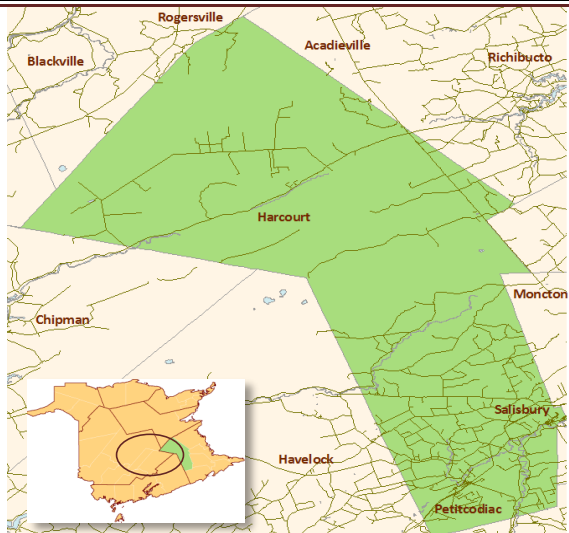 Rogersville
Acadieville
Blackville
Richibucto
Harcourt
Moncton
Chipman
Salisbury
Havelock
Petitcodiac